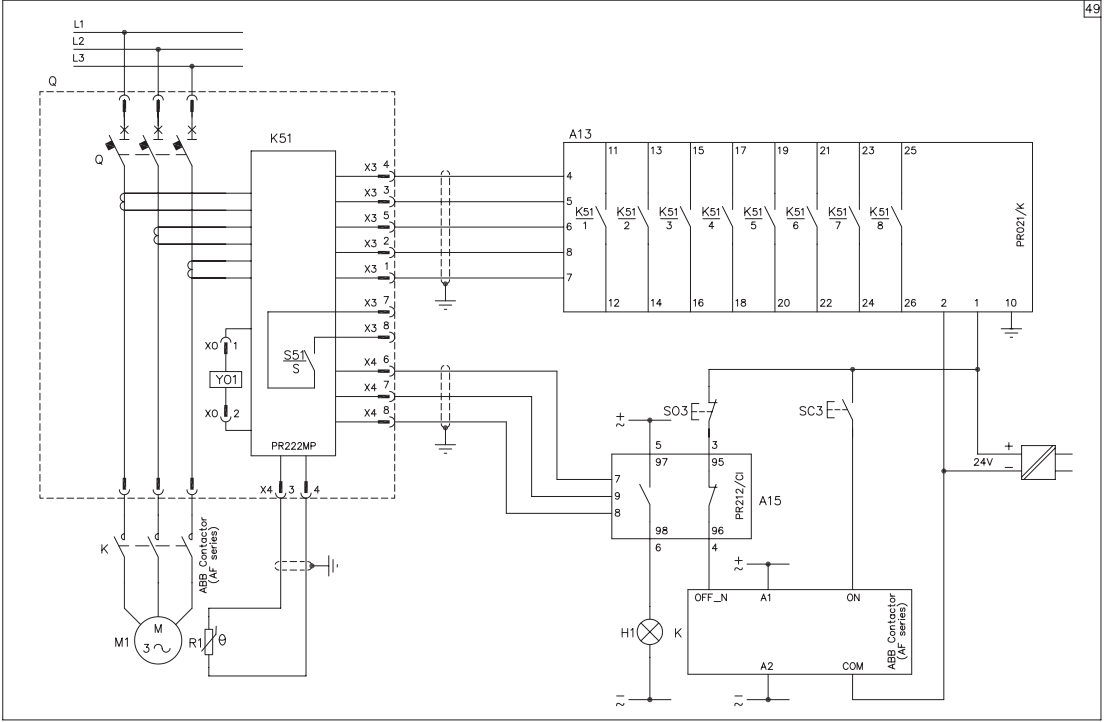 49
L1
L2
L3
Q
Q
K51
X3 4
X3 3
X3 5
X3 2
X3 1
X3 7
X3 8
X4 6
X4 7
X4 8
S51
S
X0 1
Y01
X0 2
PR222MP
X4 3 4
K
ABB Contactor
(AF series)
M1
M
3
R1 θ
A13
11 13 15 17 19 21 23 25
4
5
6
8
7
K51
1
K51
2
K51
3
K51
4
K51
5
K51
6
K51
7
K51
8
PR021/K
12 14 16 18 20 22 24 26 2 1 10
SO3
SC3
+
~
5 3
97 95
7
9
8
PR212/CI
A15
98 96
6 4
24V
+
−
+
~
OFF_N A1 ON
H1
K
ABB Contactor
(AF series)
A2 COM
−
~
−
~